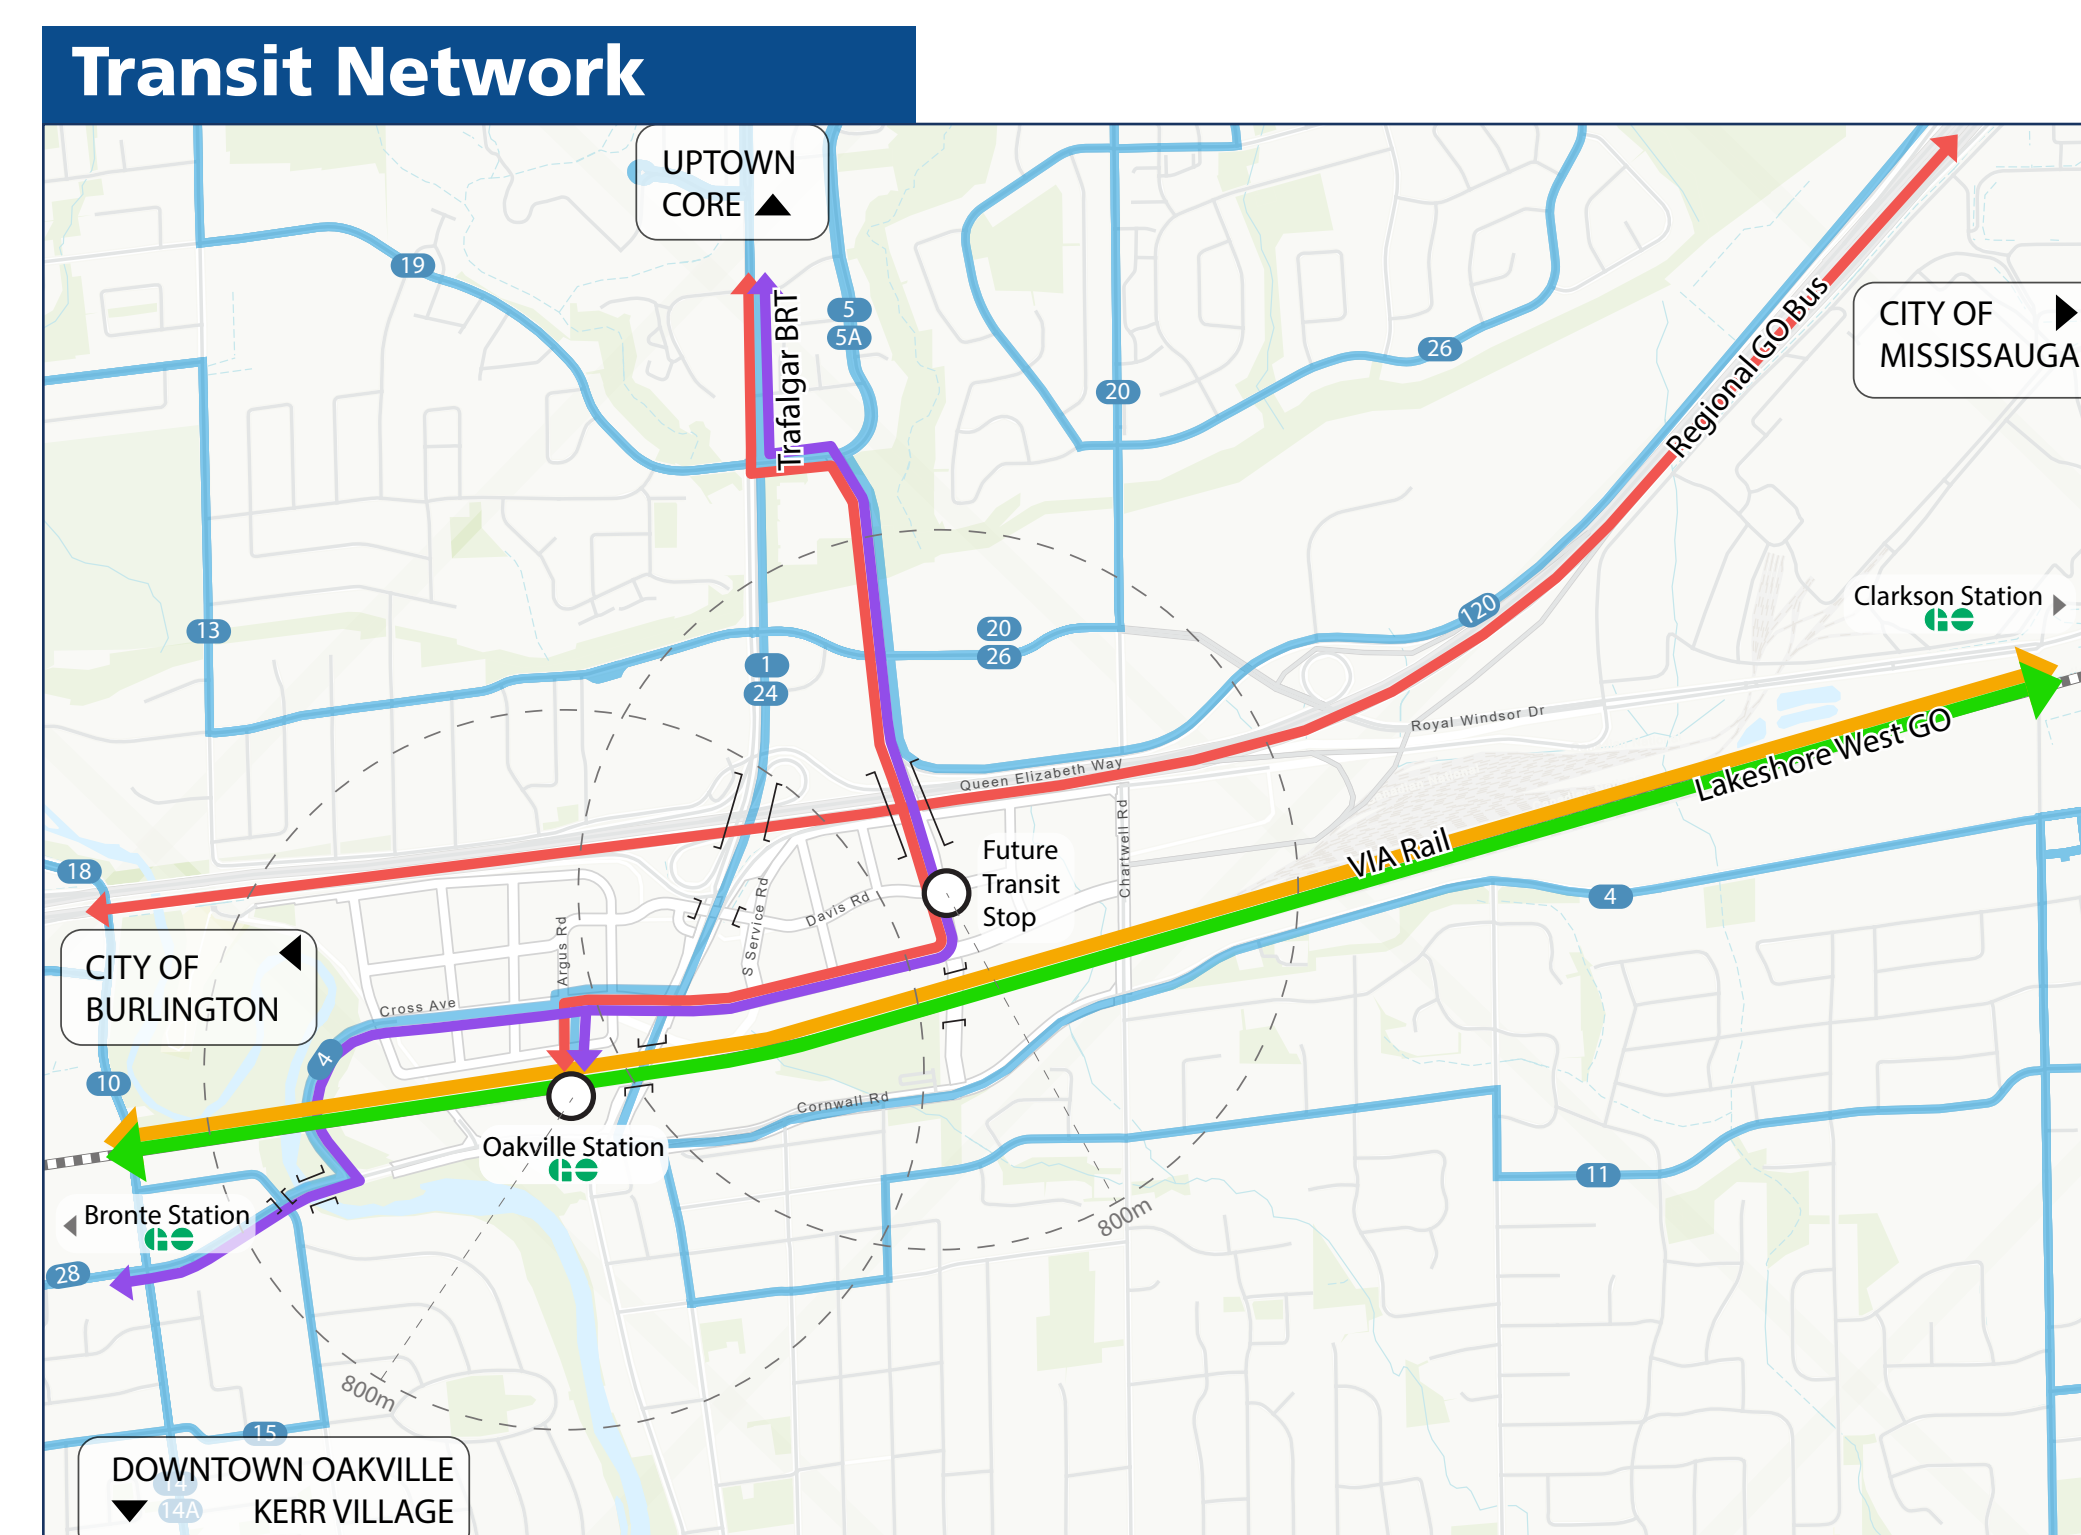 Transit Network
UPTOWN
CORE
19
5
5A
Trafalgar BRT
20
26
Regional GO Bus
CITY OF
MISSISSAUGA
13
1
24
20
26
120
Clarkson Station
Royal Windsor Dr
Lakeshore West GO
Queen Elizabeth Way
Chartwell Rd
VIA Rail
18
Future
Transit
Stop
4
S Service Rd
Davis Rd
Argus Rd
CITY OF
BURLINGTON
Cross Ave
4
10
Cornwall Rd
Oakville Station
11
Bronte Station
800m
28
800m
15
DOWNTOWN OAKVILLE
KERR VILLAGE
14
14A